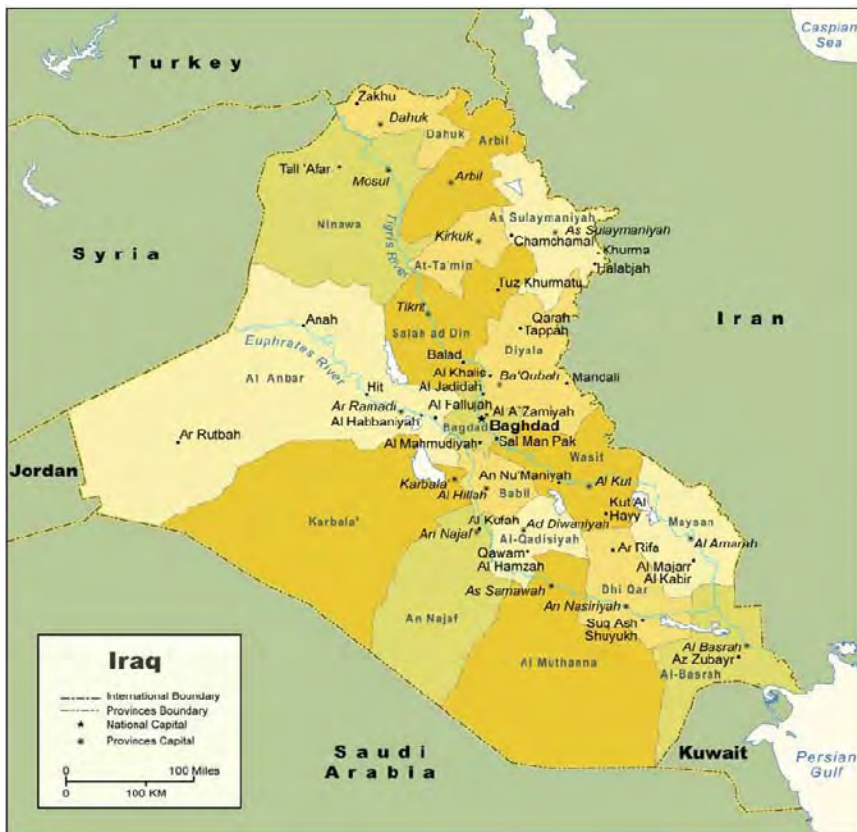 Caspian
Sea
Turkey
Zakhu
Dahuk
Dahuk
Arbil
Tall 'Afar
Mosul
Arbil
Ninawa
Tigris River
As Sulaymaniyah
As Sulaymaniyah
Kirkuk
Chamchamal
Khurma
Halabjah
At-Ta'min
Syria
Tuz Khurmatu
Iran
Tikrit
Anah
Salah ad Din
Qarah
Tappah
Euphrates River
Balad
Diyala
Al Anbar
Al Khalis
Ba'Qubah
Mandali
Hit
Al Jadidah
Ar Ramadi
Al Fallujah
Al A'Zamiyah
Al Habbaniyah
Bagdad
Baghdad
Ar Rutbah
Al Mahmudiyah
Sal Man Pak
Wasit
Jordan
Karbala'
An Nu'Maniyah
Al Kut
Al Hillah
Babil
Kut Al
Hayy
Karbala'
Al Kufah
Ad Diwaniyah
Maysan
An Najaf
Al-Qadisiyah
Al Amarah
Qawam
Al Hamzah
Ar Rifa
Al Majarr
Al Kabir
As Samawah
Dhi Qar
An Nasiriyah
An Najaf
Suq Ash
Shuyukh
Al Basrah
Az Zubayr
Al Muthanna
Al-Basrah
Iraq
International Boundary
Provinces Boundary
National Capital
Provinces Capital
0 100 Miles
0 100 KM
Saudi
Arabia
Kuwait
Persian
Gulf